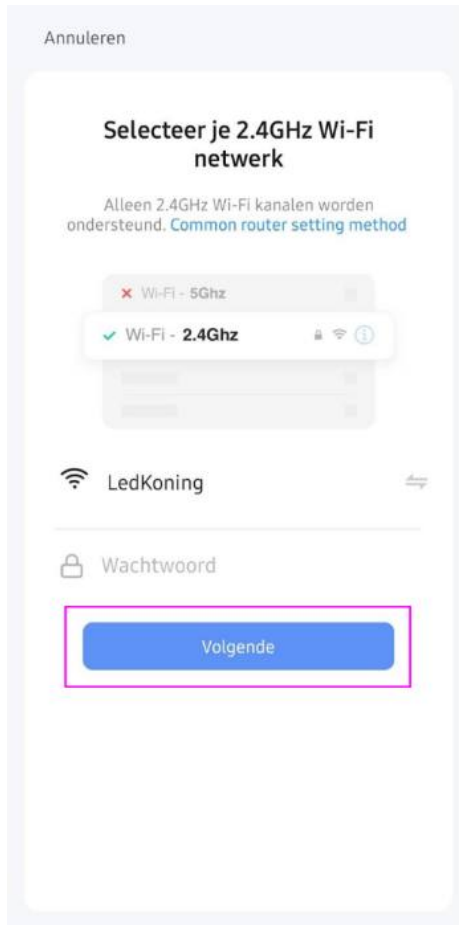 Annuleren
Selecteer je 2.4GHz Wi-Fi
netwerk
Alleen 2.4GHz Wi-Fi kanalen worden
ondersteund. Common router setting method
Wi-Fi - 5Ghz
Wi-Fi - 2.4Ghz
LedKoning
Wachtwoord
Volgende